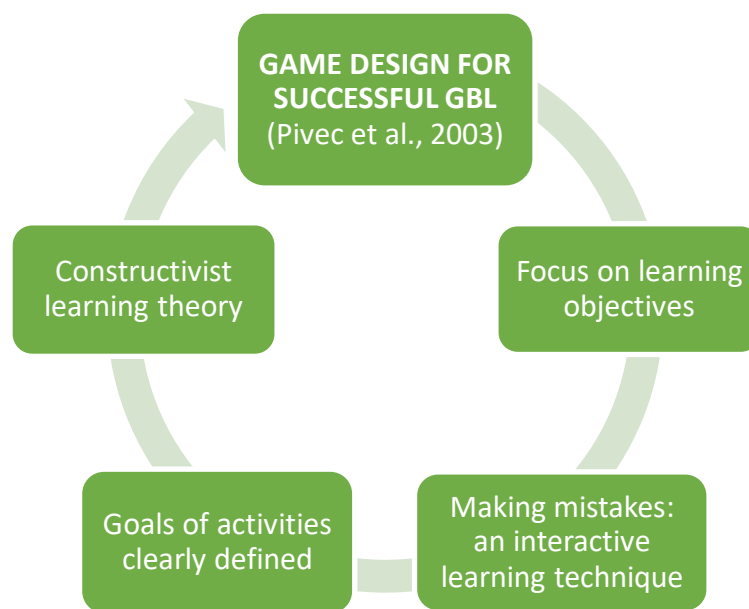 GAME DESIGN FOR
SUCCESSFUL GBL
(Pivec et al., 2003)
Focus on learning
objectives
Making mistakes:
an interactive
learning technique
Goals of activities
clearly defined
Constructivist
learning theory